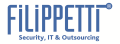 FiLiPPETTi®
Security, IT & Outsourcing